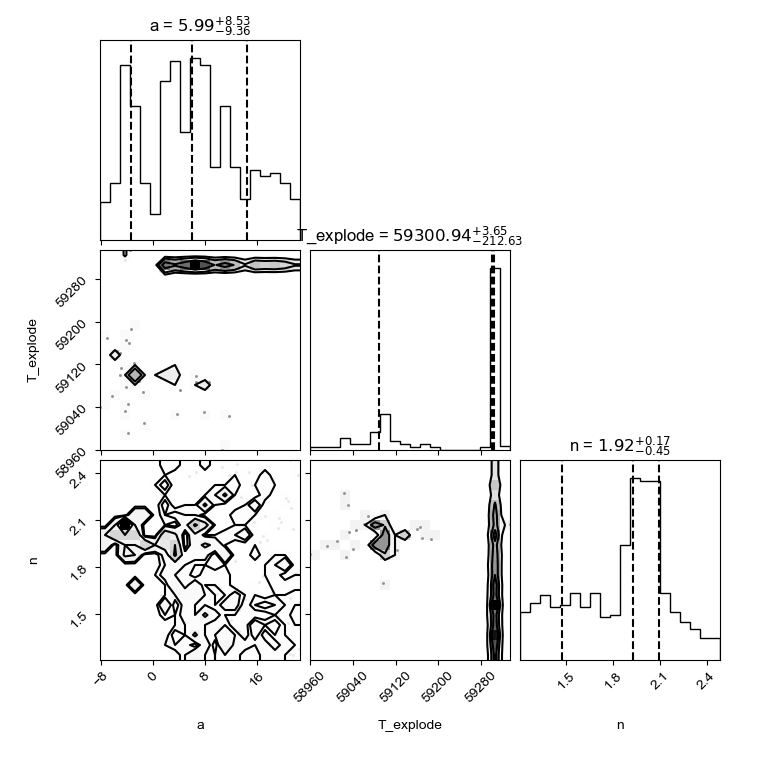 a = 5.99 +8.53 −9.36
T_explode = 59300.94 +3.65 −212.63
T_explode
59280
59200
59120
59040
58960
n = 1.92 +0.17 −0.45
n
2.4
2.1
1.8
1.5
−8 0 8 16
58960 59040 59120 59200 59280
1.5 1.8 2.1 2.4
a T_explode n